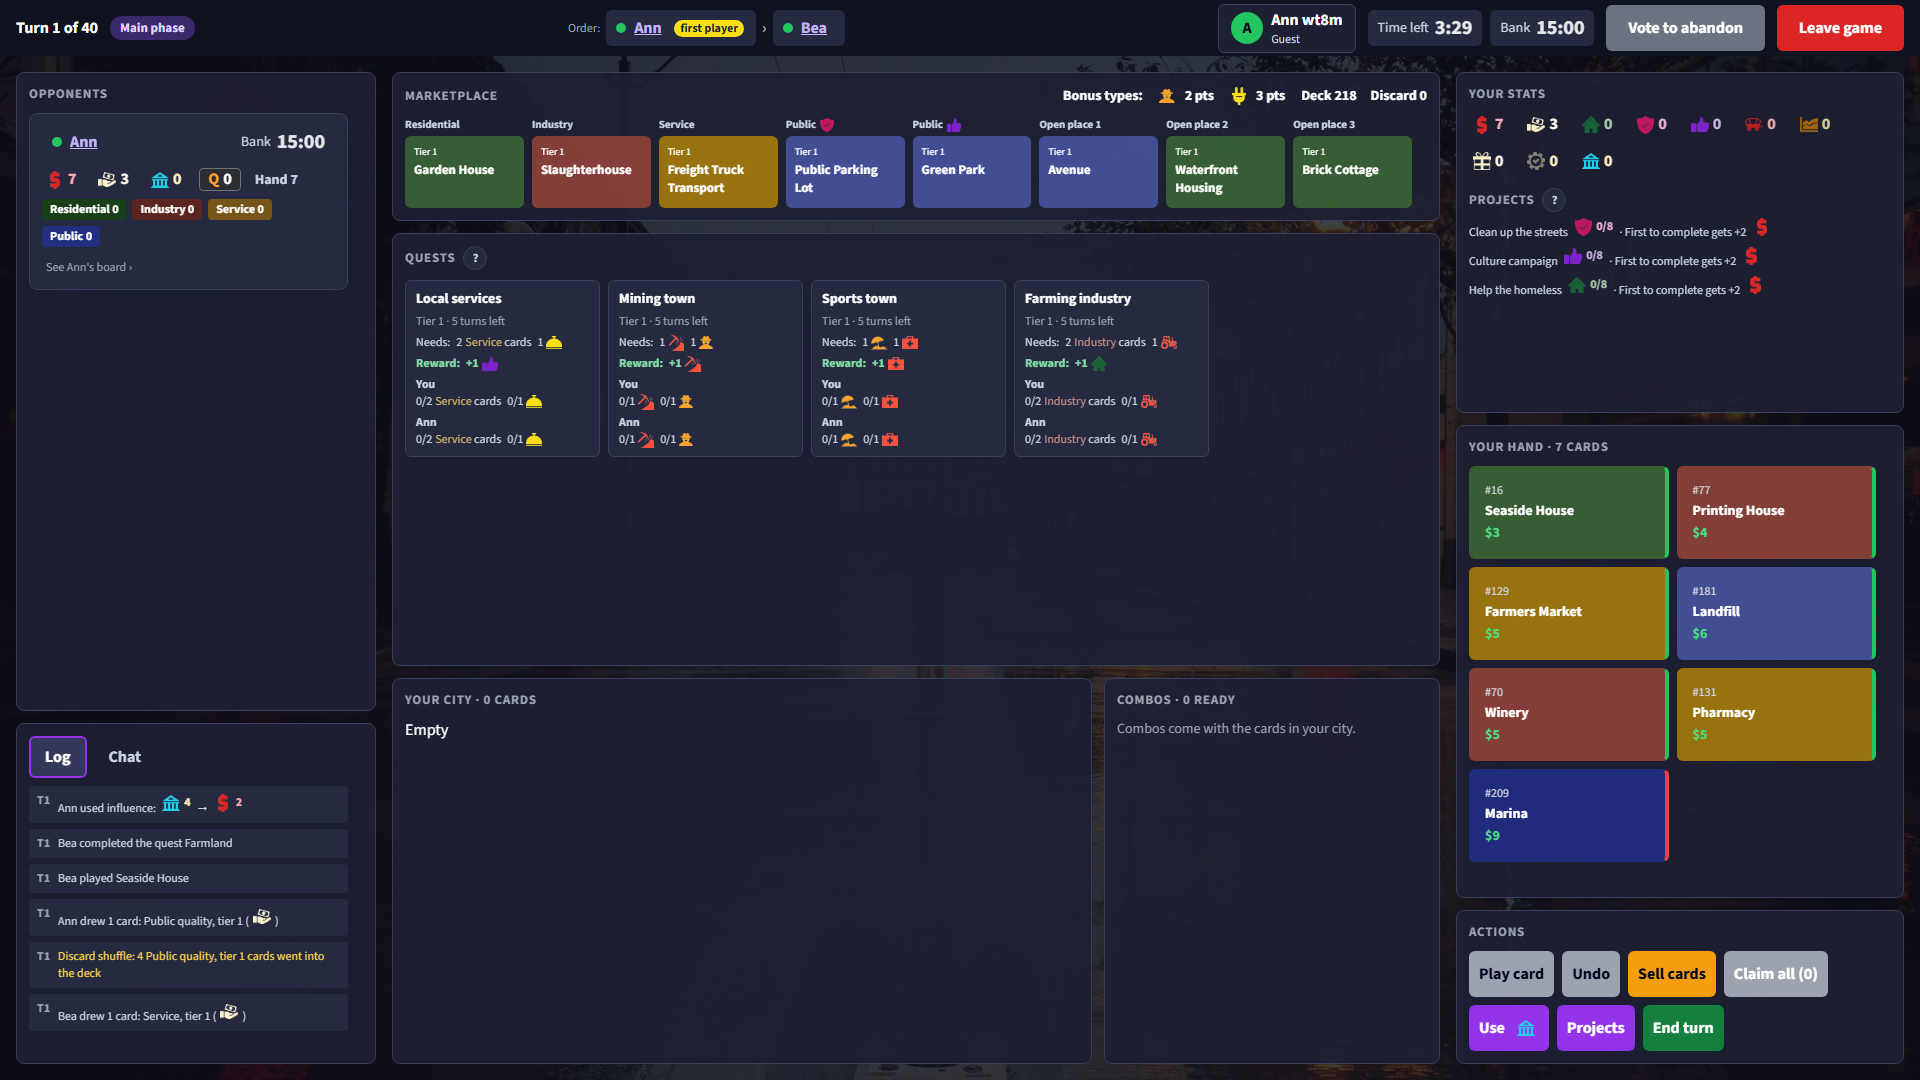 Turn 1 of 40
Main phase
Order:
Ann
first player
›
Bea
A
Ann wt8m
Guest
Time left 3:29
Bank 15:00
Vote to abandon
Leave game
OPPONENTS
Ann
Bank 15:00
7
3
0
Q 0
Hand 7
Residential 0
Industry 0
Service 0
Public 0
See Ann's board ›
Log
Chat
T1 Ann used influence: 4 → 2
T1 Bea completed the quest Farmland
T1 Bea played Seaside House
T1 Ann drew 1 card: Public quality, tier 1 ( )
T1 Discard shuffle: 4 Public quality, tier 1 cards went into
the deck
T1 Bea drew 1 card: Service, tier 1 ( )
MARKETPLACE
Bonus types: 2 pts 3 pts Deck 218 Discard 0
Residential
Tier 1
Garden House
Industry
Tier 1
Slaughterhouse
Service
Tier 1
Freight Truck
Transport
Public
Tier 1
Public Parking
Lot
Public
Tier 1
Green Park
Open place 1
Tier 1
Avenue
Open place 2
Tier 1
Waterfront
Housing
Open place 3
Tier 1
Brick Cottage
QUESTS ?
Local services
Tier 1 · 5 turns left
Needs: 2 Service cards 1
Reward: +1
You
0/2 Service cards 0/1
Ann
0/2 Service cards 0/1
Mining town
Tier 1 · 5 turns left
Needs: 1 1
Reward: +1
You
0/1 0/1
Ann
0/1 0/1
Sports town
Tier 1 · 5 turns left
Needs: 1 1
Reward: +1
You
0/1 0/1
Ann
0/1 0/1
Farming industry
Tier 1 · 5 turns left
Needs: 2 Industry cards 1
Reward: +1
You
0/2 Industry cards 0/1
Ann
0/2 Industry cards 0/1
YOUR CITY · 0 CARDS
Empty
COMBOS · 0 READY
Combos come with the cards in your city.
YOUR STATS
7 3 0 0 0 0 0
0 0 0
PROJECTS ?
Clean up the streets 0/8 · First to complete gets +2
Culture campaign 0/8 · First to complete gets +2
Help the homeless 0/8 · First to complete gets +2
YOUR HAND · 7 CARDS
#16
Seaside House
$3
#77
Printing House
$4
#129
Farmers Market
$5
#181
Landfill
$6
#70
Winery
$5
#131
Pharmacy
$5
#209
Marina
$9
ACTIONS
Play card
Undo
Sell cards
Claim all (0)
Use
Projects
End turn